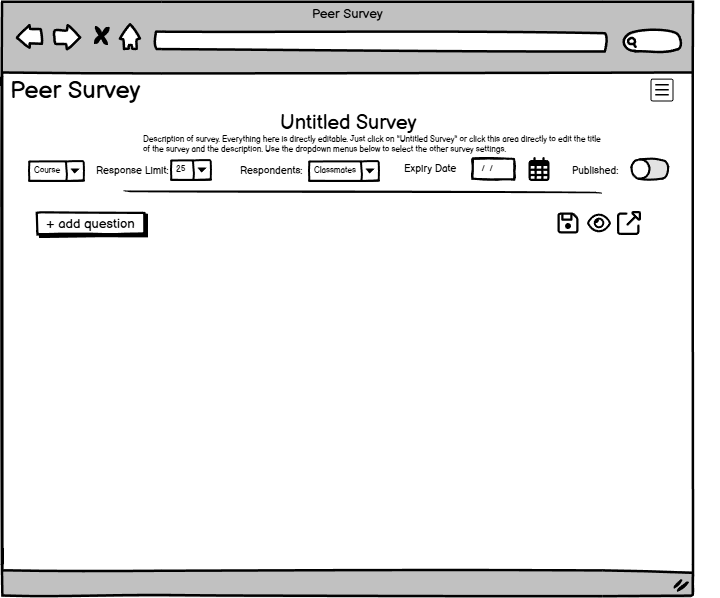 Peer Survey
Peer Survey
Untitled Survey
Description of survey. Everything here is directly editable. Just click on "Untitled Survey" or click this area directly to edit the title
of the survey and the description. Use the dropdown menus below to select the other survey settings.
Course Response Limit: 25 Respondents: Classmates Expiry Date / / Published:
+ add question